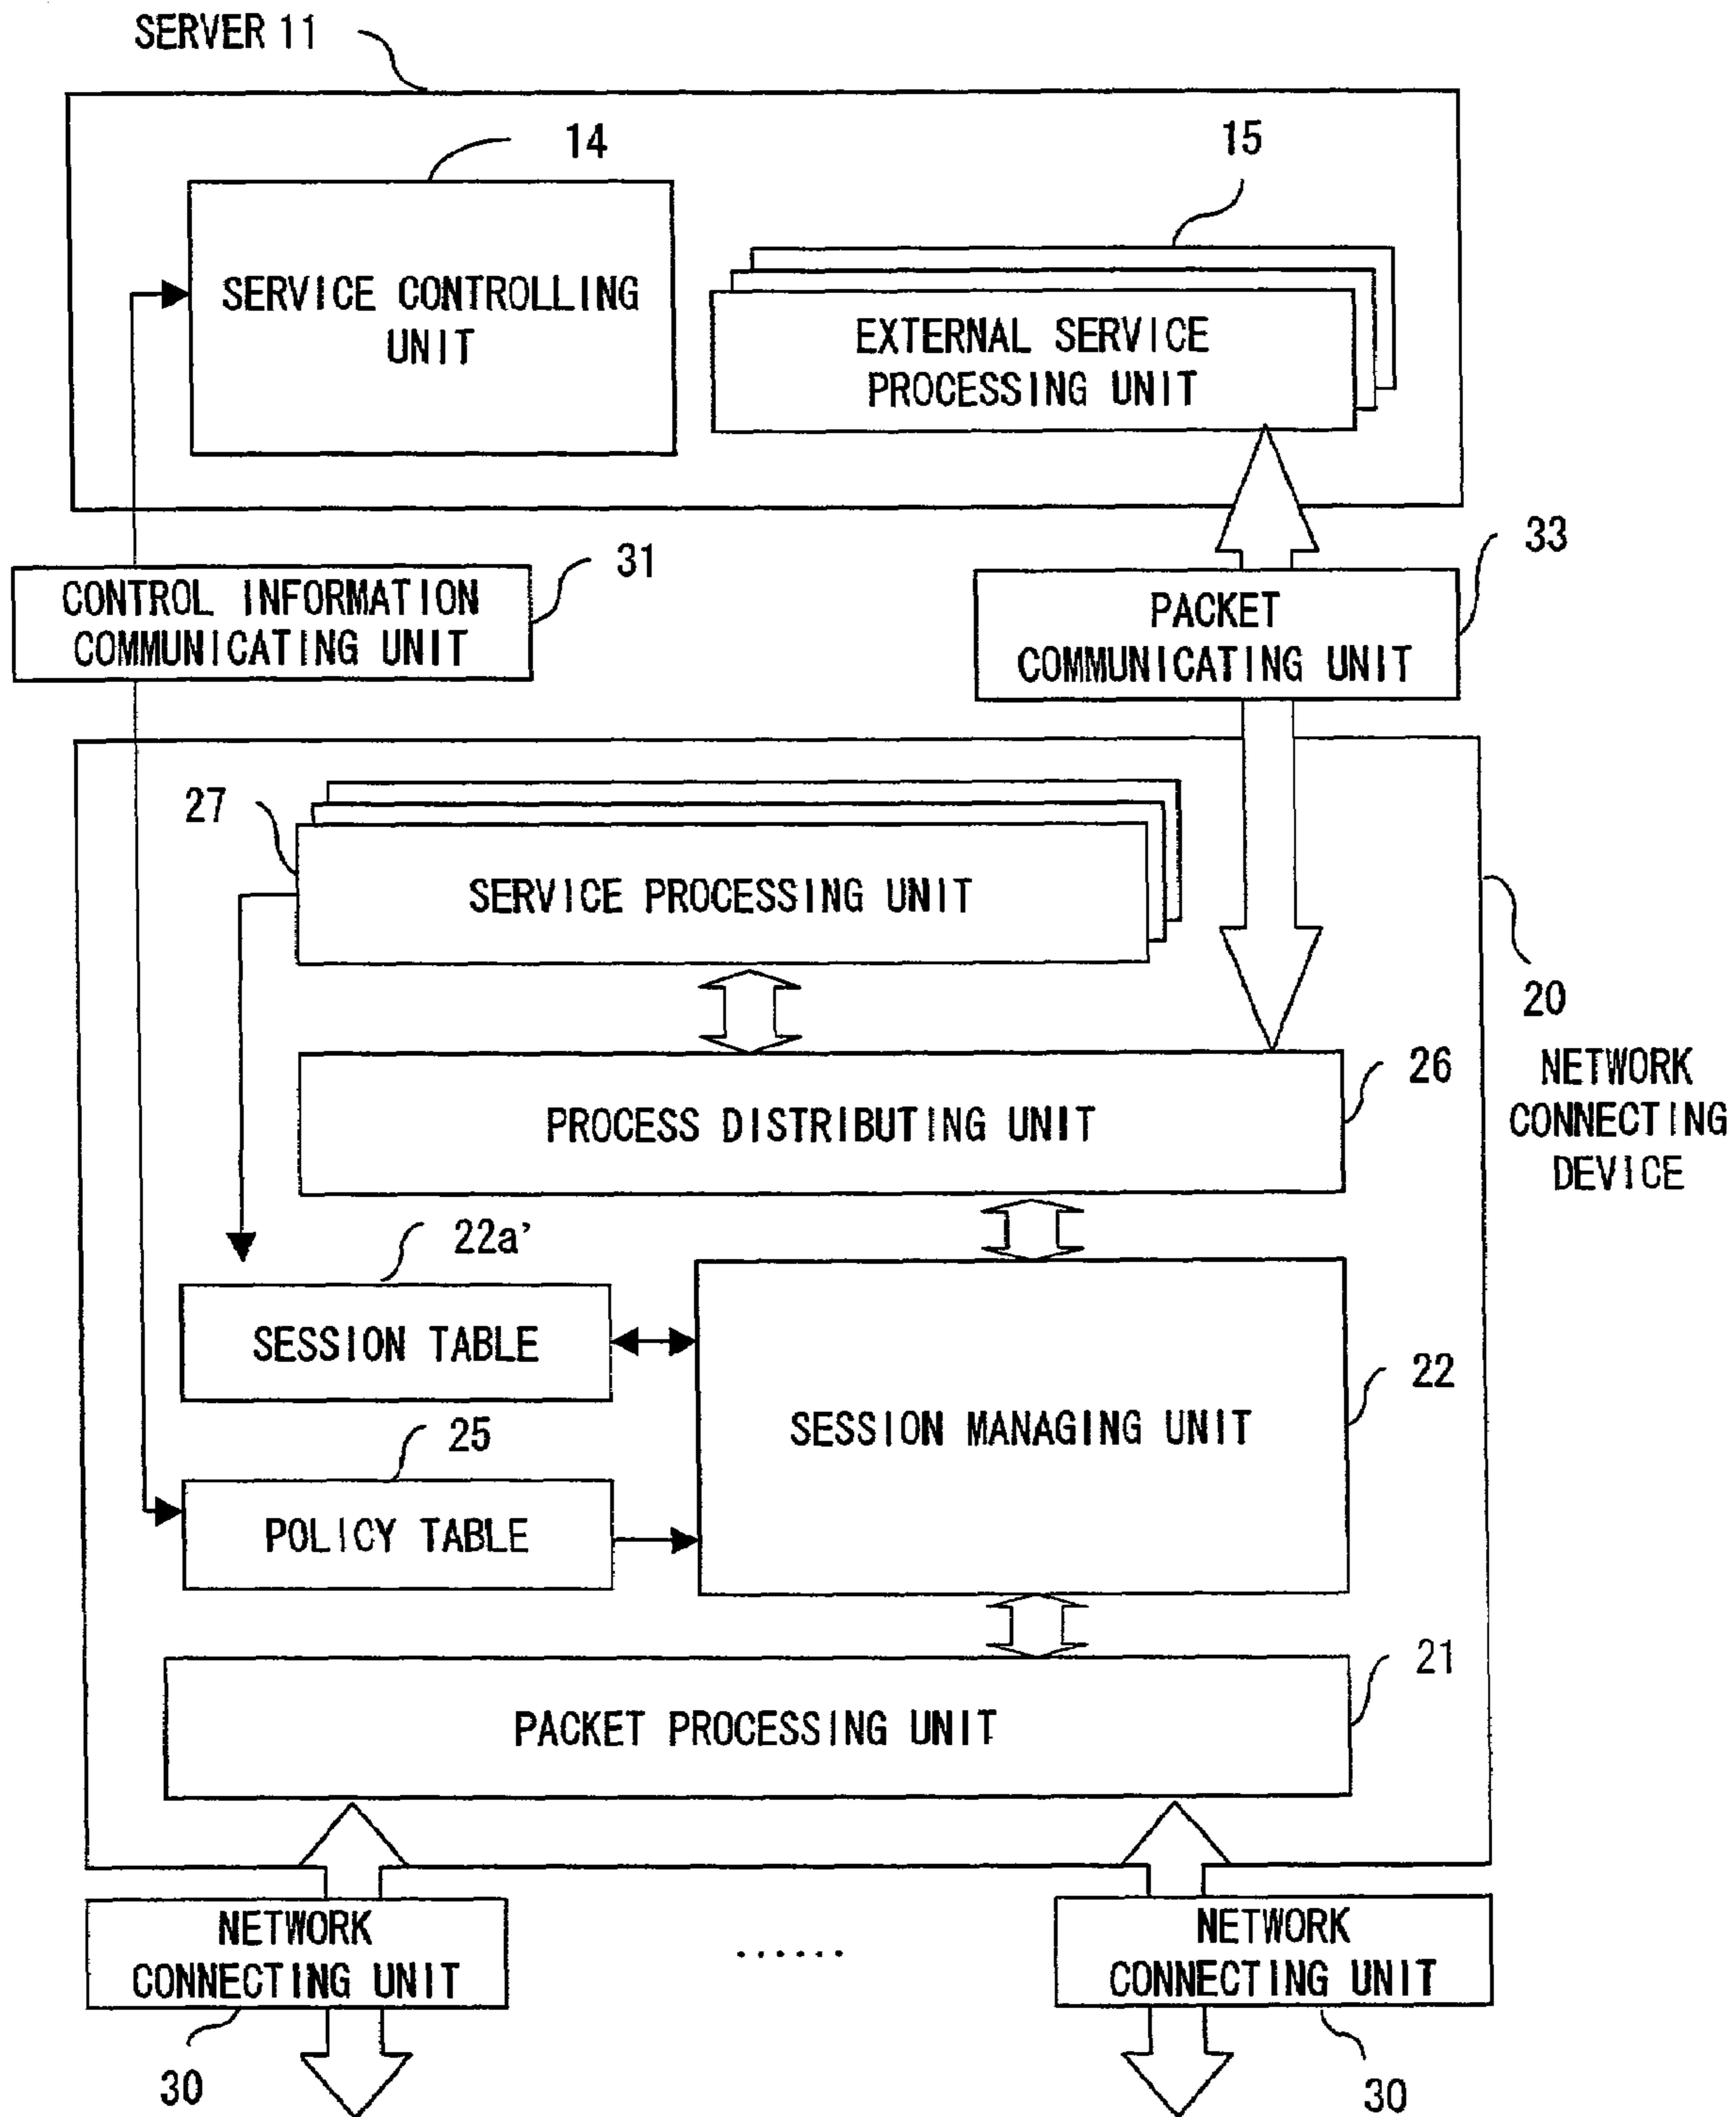 SERVER 11
14
15
SERVICE CONTROLLING
UNIT
EXTERNAL SERVICE
PROCESSING UNIT
31
33
CONTROL INFORMATION
COMMUNICATING UNIT
PACKET
COMMUNICATING UNIT
27
SERVICE PROCESSING UNIT
20
NETWORK
CONNECTING
DEVICE
26
PROCESS DISTRIBUTING UNIT
22a'
SESSION TABLE
22
SESSION MANAGING UNIT
25
POLICY TABLE
21
PACKET PROCESSING UNIT
NETWORK
CONNECTING UNIT
......
NETWORK
CONNECTING UNIT
30
30